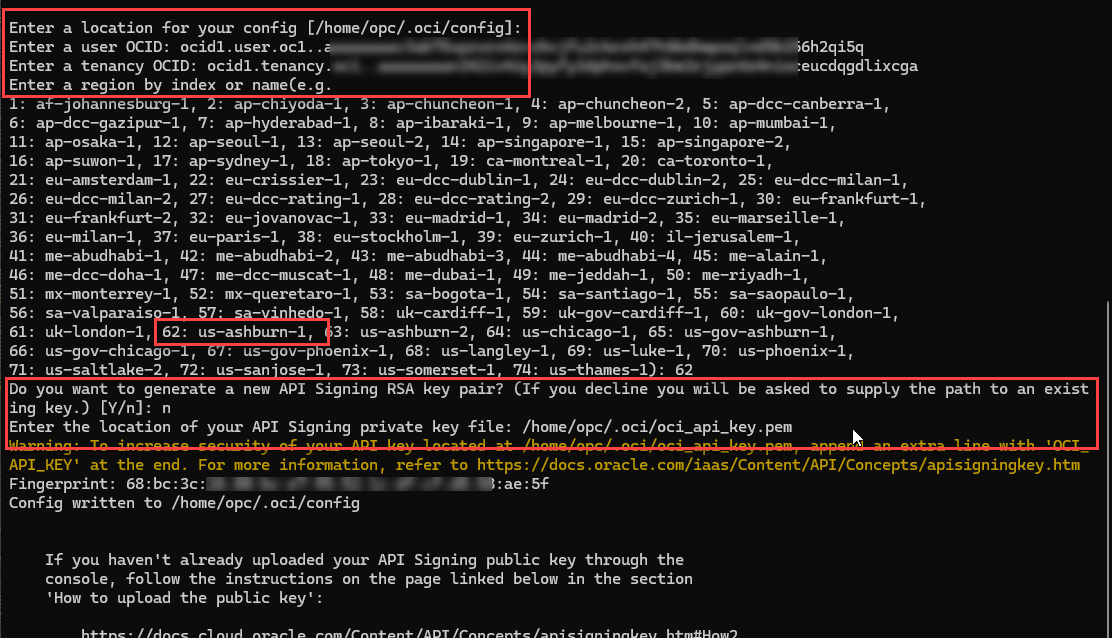 Enter a location for your config [/home/opc/.oci/config]:
Enter a user OCID: ocid1.user.oc1..a 56h2qi5q
Enter a tenancy OCID: ocid1.tenancy. ceucdqgdlixcga
Enter a region by index or name(e.g.
1: af-johannesburg-1, 2: ap-chiyoda-1, 3: ap-chuncheon-1, 4: ap-chuncheon-2, 5: ap-dcc-canberra-1,
6: ap-dcc-gazipur-1, 7: ap-hyderabad-1, 8: ap-ibaraki-1, 9: ap-melbourne-1, 10: ap-mumbai-1,
11: ap-osaka-1, 12: ap-seoul-1, 13: ap-seoul-2, 14: ap-singapore-1, 15: ap-singapore-2,
16: ap-suwon-1, 17: ap-sydney-1, 18: ap-tokyo-1, 19: ca-montreal-1, 20: ca-toronto-1,
21: eu-amsterdam-1, 22: eu-crissier-1, 23: eu-dcc-dublin-1, 24: eu-dcc-dublin-2, 25: eu-dcc-milan-1,
26: eu-dcc-milan-2, 27: eu-dcc-rating-1, 28: eu-dcc-rating-2, 29: eu-dcc-zurich-1, 30: eu-frankfurt-1,
31: eu-frankfurt-2, 32: eu-jovanovac-1, 33: eu-madrid-1, 34: eu-madrid-2, 35: eu-marseille-1,
36: eu-milan-1, 37: eu-paris-1, 38: eu-stockholm-1, 39: eu-zurich-1, 40: il-jerusalem-1,
41: me-abudhabi-1, 42: me-abudhabi-2, 43: me-abudhabi-3, 44: me-abudhabi-4, 45: me-alain-1,
46: me-dcc-doha-1, 47: me-dcc-muscat-1, 48: me-dubai-1, 49: me-jeddah-1, 50: me-riyadh-1,
51: mx-monterrey-1, 52: mx-queretaro-1, 53: sa-bogota-1, 54: sa-santiago-1, 55: sa-saopaulo-1,
56: sa-valparaiso-1, 57: sa-vinhedo-1, 58: uk-cardiff-1, 59: uk-gov-cardiff-1, 60: uk-gov-london-1,
61: uk-london-1, 62: us-ashburn-1, 63: us-ashburn-2, 64: us-chicago-1, 65: us-gov-ashburn-1,
66: us-gov-chicago-1, 67: us-gov-phoenix-1, 68: us-langley-1, 69: us-luke-1, 70: us-phoenix-1,
71: us-saltlake-2, 72: us-sanjose-1, 73: us-somerset-1, 74: us-thames-1): 62
Do you want to generate a new API Signing RSA key pair? (If you decline you will be asked to supply the path to an exist
ing key.) [Y/n]: n
Enter the location of your API Signing private key file: /home/opc/.oci/oci_api_key.pem
Warning: To increase security of your API key located at /home/opc/.oci/oci_api_key.pem, append an extra line with 'OCI_
API_KEY' at the end. For more information, refer to https://docs.oracle.com/iaas/Content/API/Concepts/apisigningkey.htm
Fingerprint: 68:bc:3c: :ae:5f
Config written to /home/opc/.oci/config
If you haven't already uploaded your API Signing public key through the
console, follow the instructions on the page linked below in the section
'How to upload the public key':
https://docs.cloud.oracle.com/Content/API/Concepts/apisigningkey.htm#How2